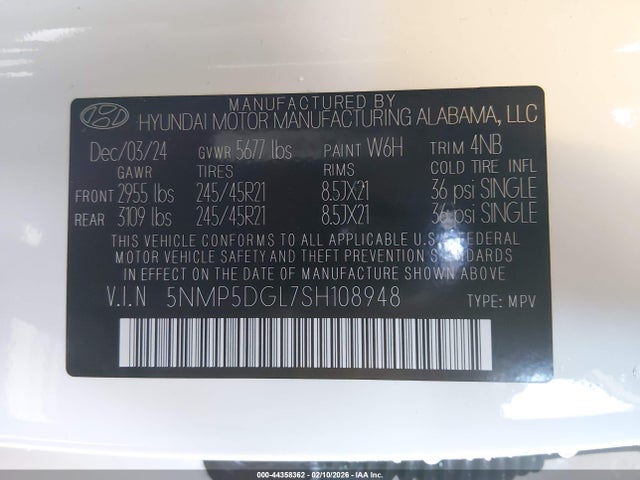 MANUFACTURED BY
HYUNDAI MOTOR MANUFACTURING ALABAMA, LLC
Dec/03/24 GVWR 5677 lbs PAINT W6H TRIM 4NB
GAWR TIRES RIMS COLD TIRE INFL
FRONT 2955 lbs 245/45R21 8.5JX21 36 psi SINGLE
REAR 3109 lbs 245/45R21 8.5JX21 36 psi SINGLE
THIS VEHICLE CONFORMS TO ALL APPLICABLE U.S. FEDERAL
MOTOR VEHICLE SAFETY AND THEFT PREVENTION STANDARDS
IN EFFECT ON THE DATE OF MANUFACTURE SHOWN ABOVE.
V.I.N 5NMP5DGL7SH108948 TYPE: MPV
000-44358362 - 02/10/2026 - IAA Inc.